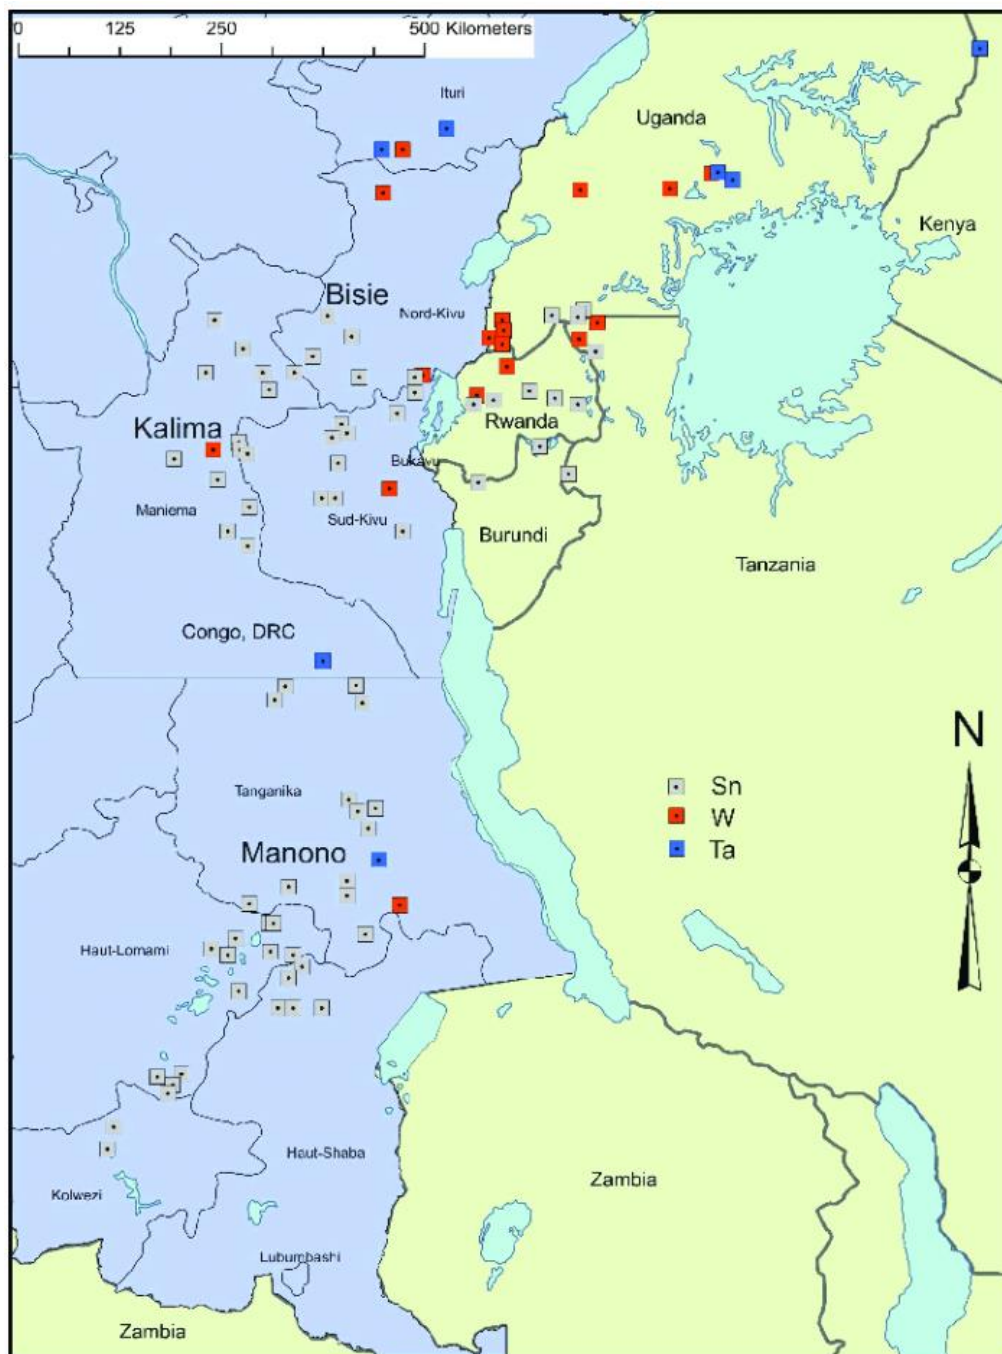 0 125 250 500 Kilometers
Ituri
Uganda
Kenya
Bisie
Nord-Kivu
Kalima
Rwanda
Bukavu
Maniema
Sud-Kivu
Burundi
Tanzania
Congo, DRC
N
Sn
Tanganika
W
Manono
Ta
Haut-Lomami
Haut-Shaba
Zambia
Kolwezi
Lubumbashi
Zambia